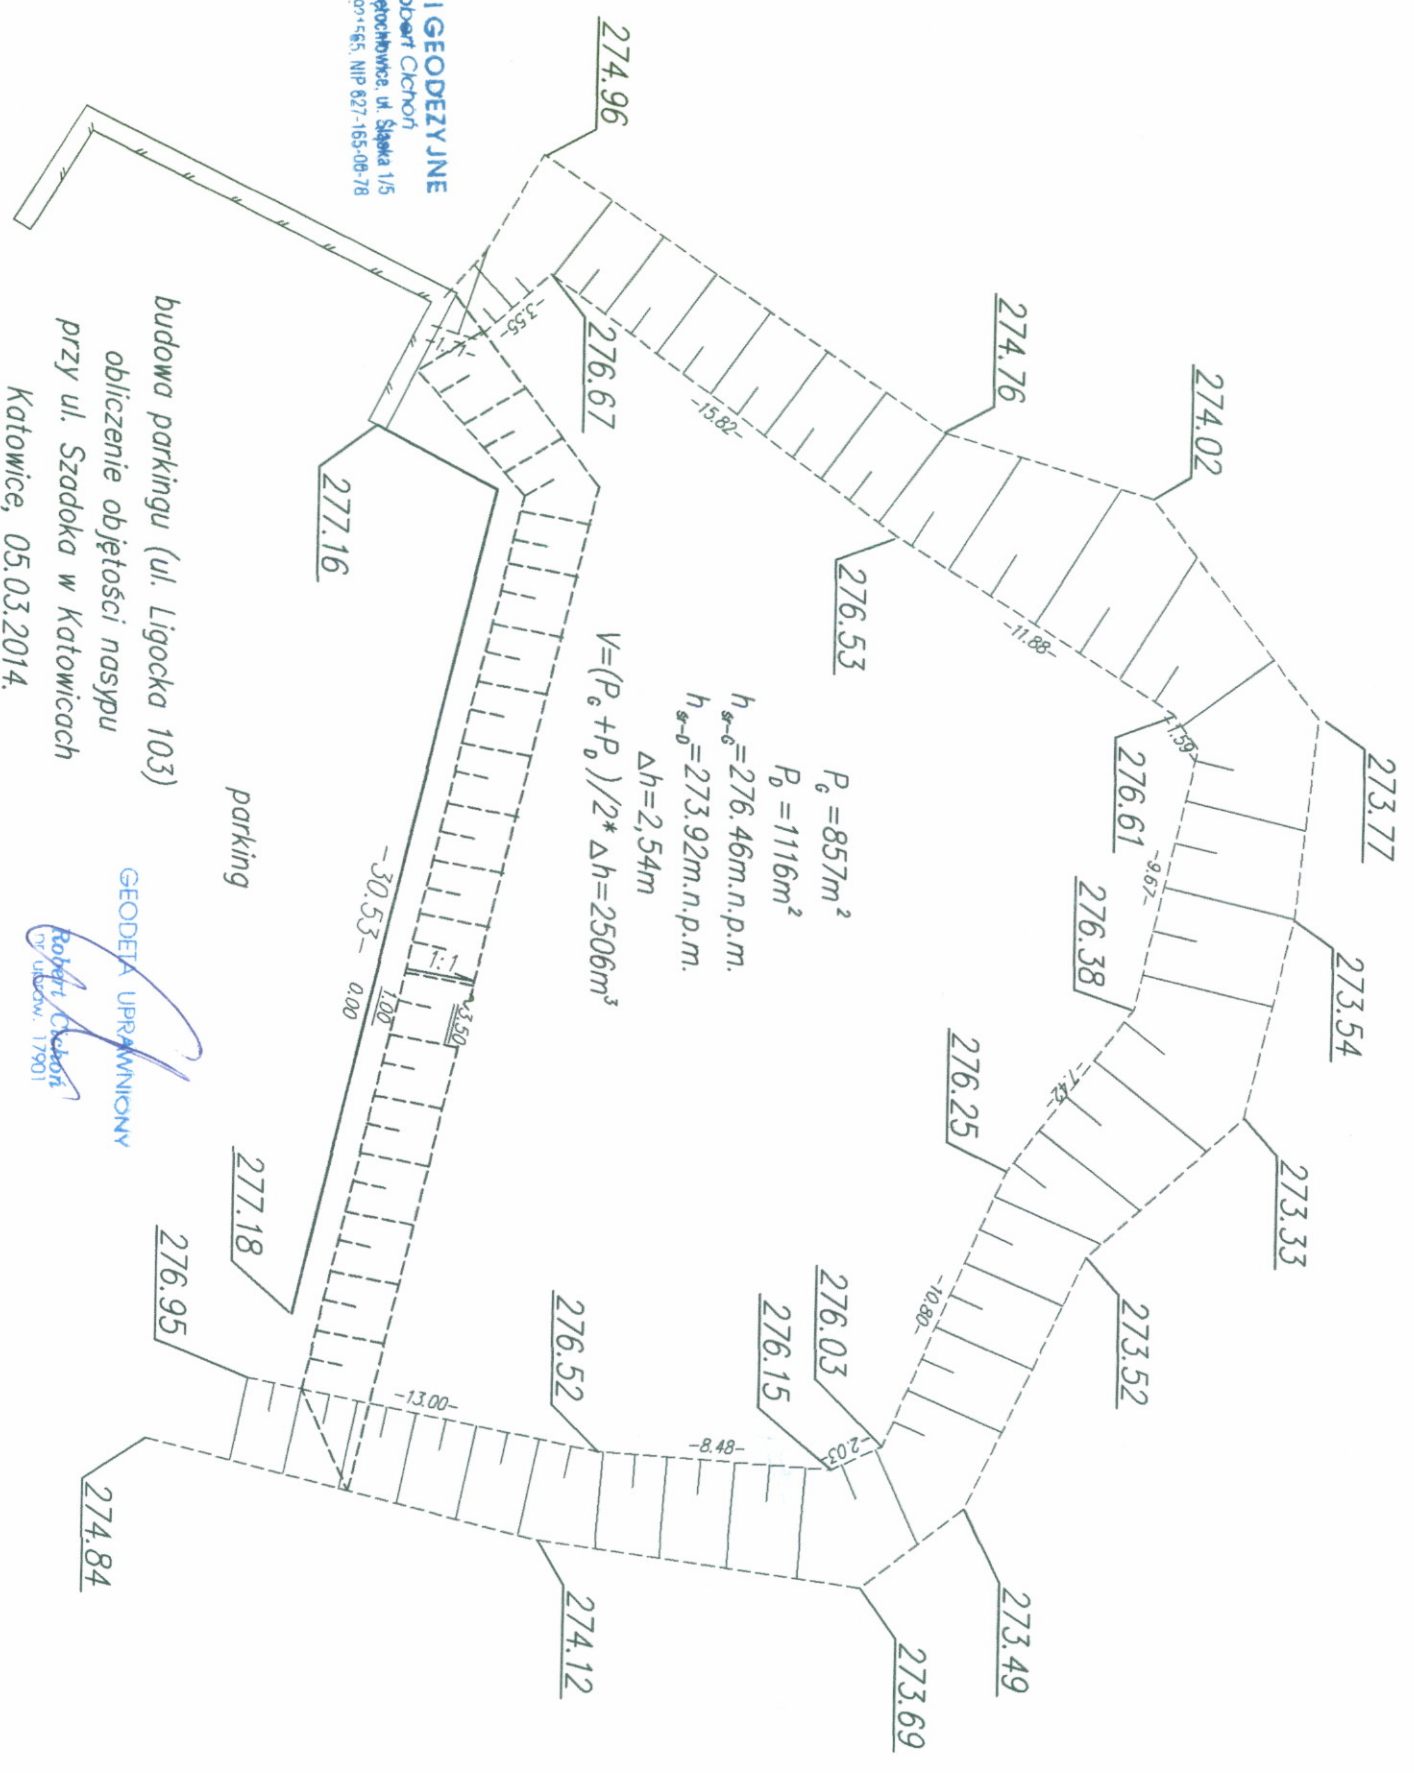 I GEODEZYJNE
Robert Cichoń
Świętochłowice, ul. Śląska 1/5
NIP 627-165-08-78
274.96
276.67
274.76
274.02
273.77
276.53
276.61
273.54
276.38
273.33
276.25
273.52
276.03
276.15
276.52
273.49
273.69
274.12
277.16
277.18
276.95
274.84
-3.55-
-1.71-
-15.82-
-11.88-
-1.59-
-9.67-
-7.42-
-10.80-
-2.03-
-8.48-
-13.00-
-30.53-
0.00
1.00
3.50
1:1
P_G =857m²
P_D =1116m²
h_śr-G=276.46m.n.p.m.
h_śr-D=273.92m.n.p.m.
Δh=2,54m
V=(P_G +P_D )/2* Δh=2506m³
parking
budowa parkingu (ul. Ligocka 103)
obliczenie objętości nasypu
przy ul. Szadoka w Katowicach
Katowice, 05.03.2014.
GEODETA UPRAWNIONY
Robert Cichoń
nr upraw. 17901